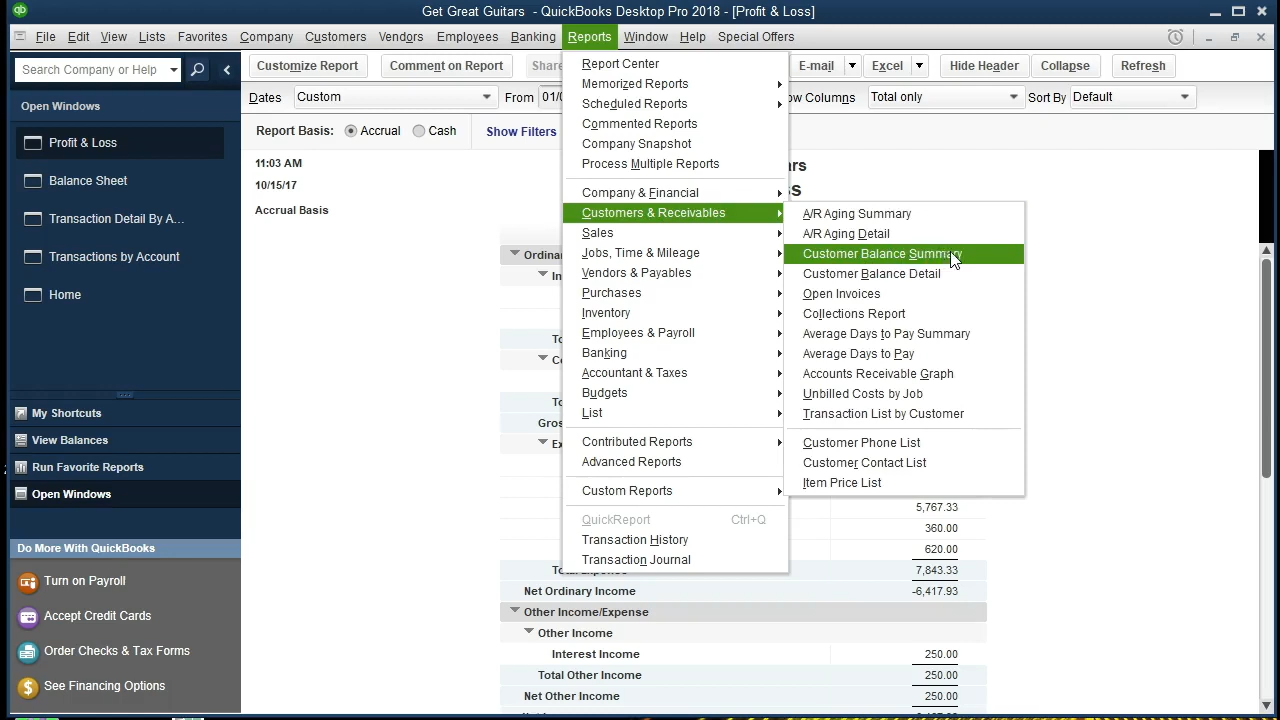 Get Great Guitars - QuickBooks Desktop Pro 2018 - [Profit & Loss]
File Edit View Lists Favorites Company Customers Vendors Employees Banking Reports Window Help Special Offers
Search Company or Help
Customize Report Comment on Report Share E-mail Excel Hide Header Collapse Refresh
Dates Custom From Columns Total only Sort By Default
Report Basis: Accrual Cash Show Filters
Open Windows
Profit & Loss
Balance Sheet
Transaction Detail By A...
Transactions by Account
Home
My Shortcuts
View Balances
Run Favorite Reports
Open Windows
Do More With QuickBooks
Turn on Payroll
Accept Credit Cards
Order Checks & Tax Forms
See Financing Options
11:03 AM
10/15/17
Accrual Basis
Report Center
Memorized Reports
Scheduled Reports
Commented Reports
Company Snapshot
Process Multiple Reports
Company & Financial
Customers & Receivables
Sales
Jobs, Time & Mileage
Vendors & Payables
Purchases
Inventory
Employees & Payroll
Banking
Accountant & Taxes
Budgets
List
Contributed Reports
Advanced Reports
Custom Reports
QuickReport Ctrl+Q
Transaction History
Transaction Journal
A/R Aging Summary
A/R Aging Detail
Customer Balance Summary
Customer Balance Detail
Open Invoices
Collections Report
Average Days to Pay Summary
Average Days to Pay
Accounts Receivable Graph
Unbilled Costs by Job
Transaction List by Customer
Customer Phone List
Customer Contact List
Item Price List
5,767.33
360.00
620.00
Total Expense 7,843.33
Net Ordinary Income -6,417.93
Other Income/Expense
Other Income
Interest Income 250.00
Total Other Income 250.00
Net Other Income 250.00